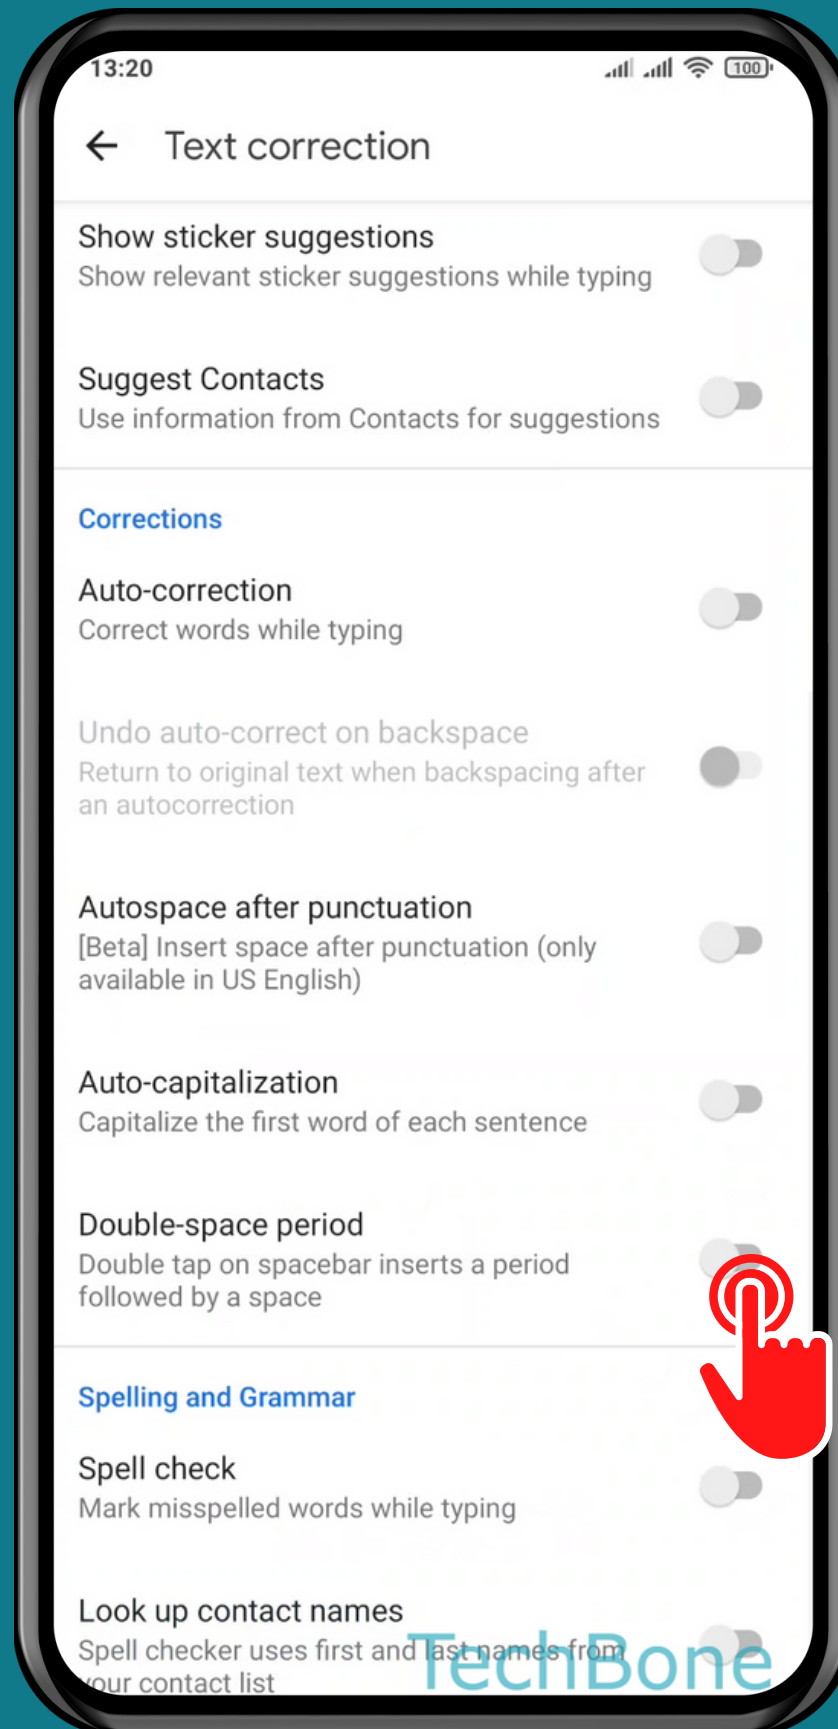 13:20
100
Text correction
Show sticker suggestions
Show relevant sticker suggestions while typing
Suggest Contacts
Use information from Contacts for suggestions
Corrections
Auto-correction
Correct words while typing
Undo auto-correct on backspace
Return to original text when backspacing after
an autocorrection
Autospace after punctuation
[Beta] Insert space after punctuation (only
available in US English)
Auto-capitalization
Capitalize the first word of each sentence
Double-space period
Double tap on spacebar inserts a period
followed by a space
Spelling and Grammar
Spell check
Mark misspelled words while typing
Look up contact names
Spell checker uses first and last names from
your contact list
TechBone